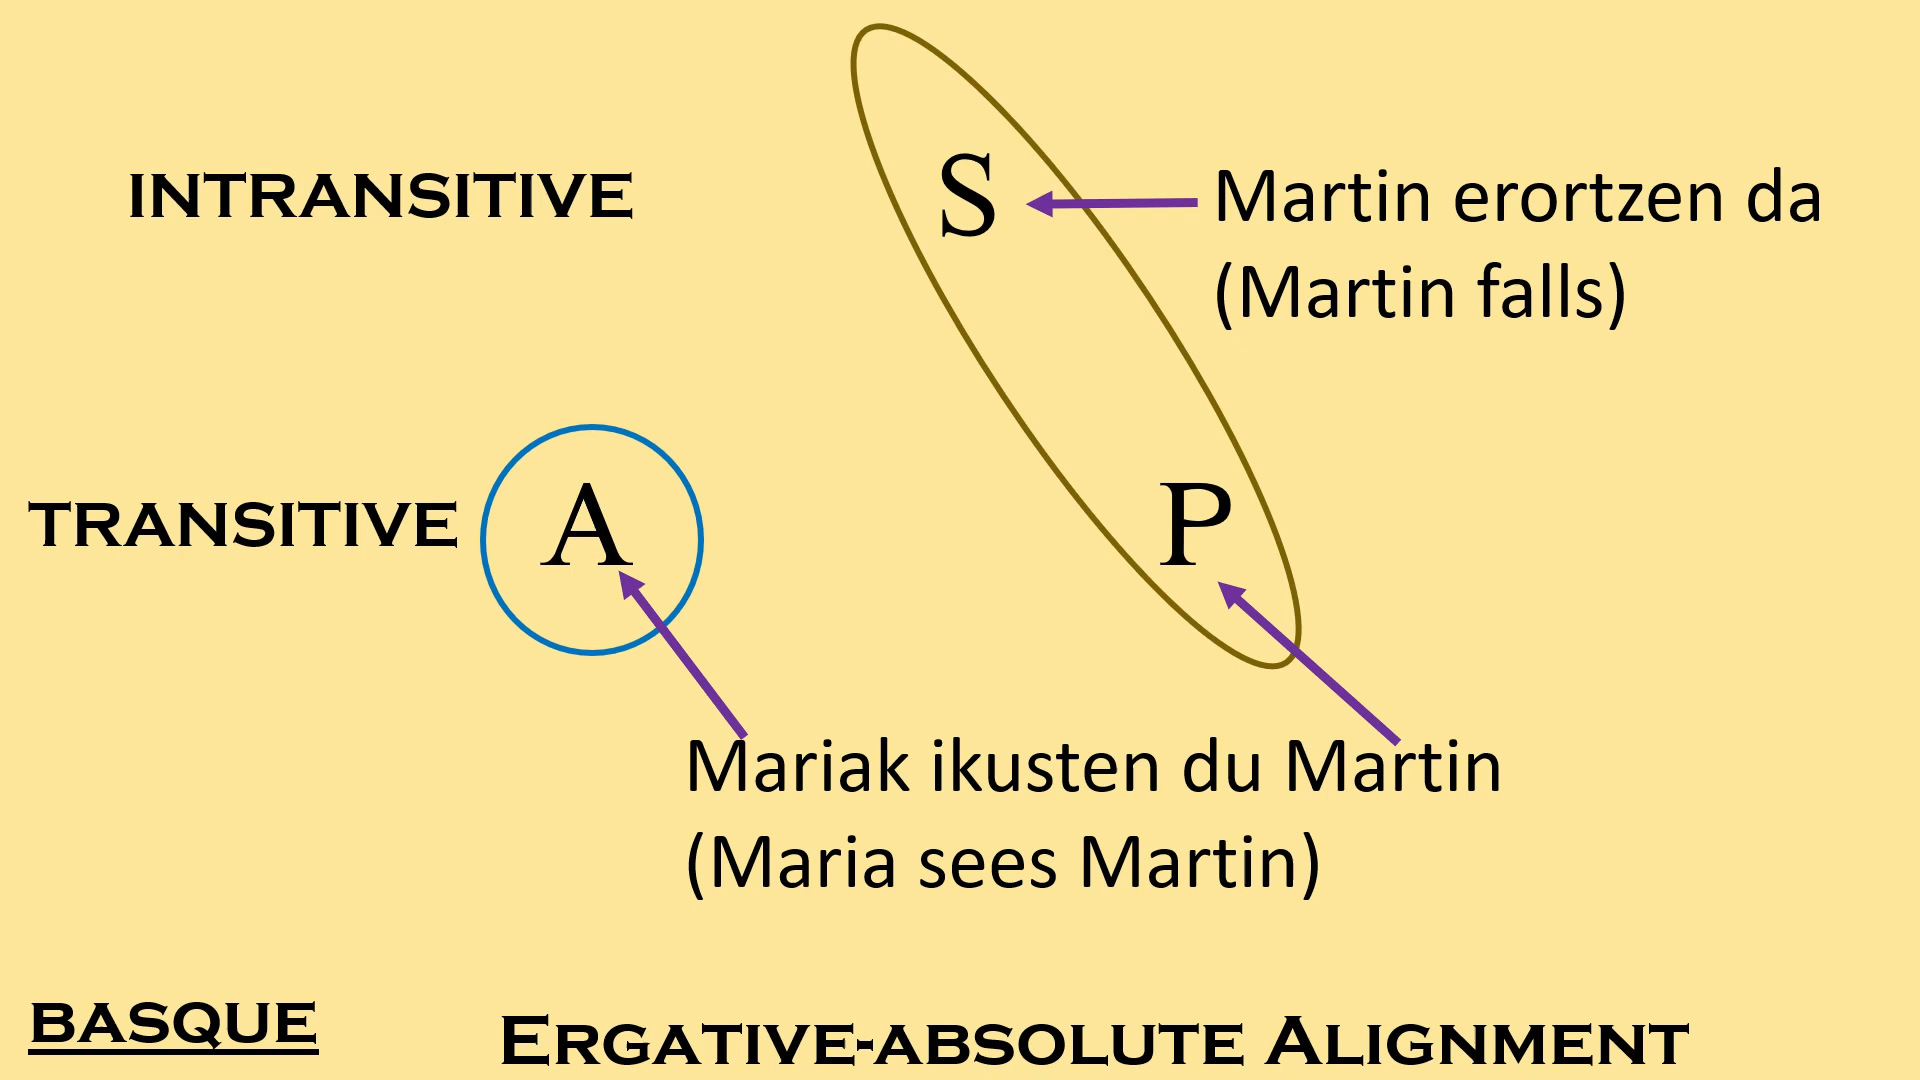 INTRANSITIVE
S
Martin erortzen da
(Martin falls)
TRANSITIVE
A
P
Mariak ikusten du Martin
(Maria sees Martin)
BASQUE
ERGATIVE-ABSOLUTE ALIGNMENT